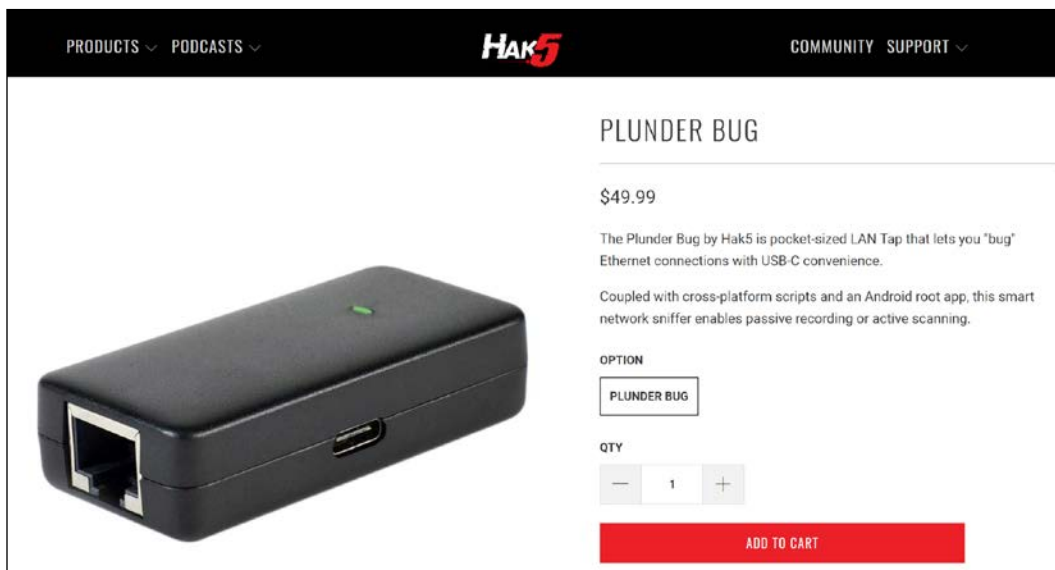 PRODUCTS PODCASTS HAK5 COMMUNITY SUPPORT
PLUNDER BUG
$49.99
The Plunder Bug by Hak5 is pocket-sized LAN Tap that lets you "bug"
Ethernet connections with USB-C convenience.
Coupled with cross-platform scripts and an Android root app, this smart
network sniffer enables passive recording or active scanning.
OPTION
PLUNDER BUG
QTY
— 1 +
ADD TO CART